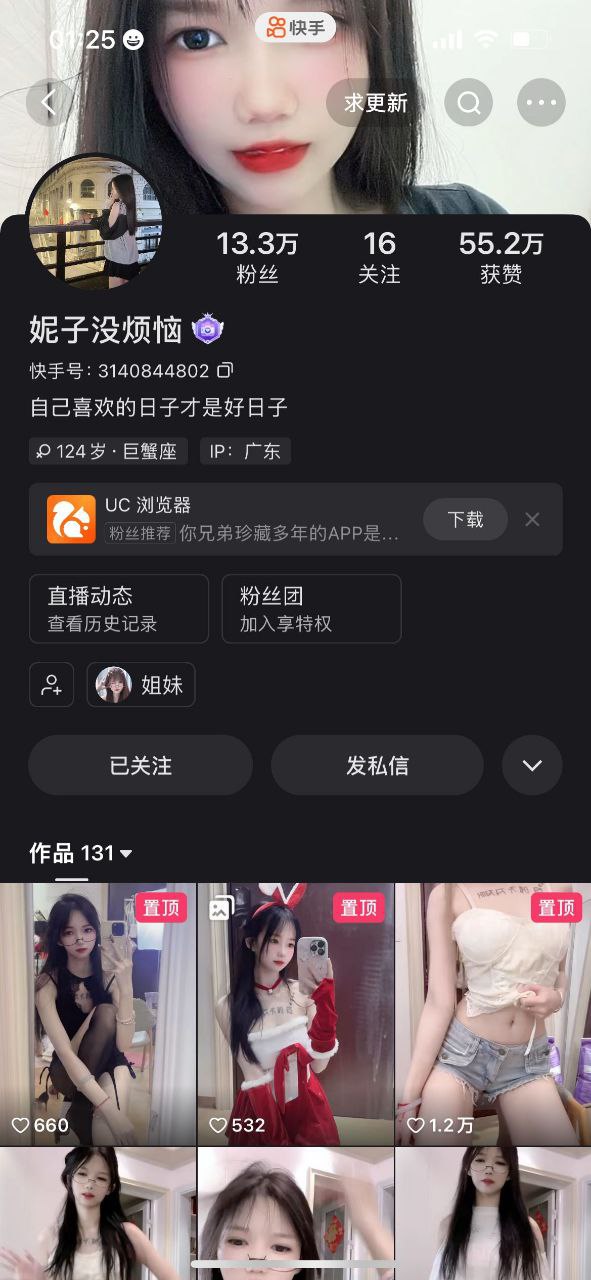 01:25
快手
求更新
13.3万
粉丝
16
关注
55.2万
获赞
妮子没烦恼
快手号: 3140844802
自己喜欢的日子才是好日子
124岁·巨蟹座
IP: 广东
UC 浏览器
粉丝推荐 你兄弟珍藏多年的APP是...
下载
直播动态
查看历史记录
粉丝团
加入享特权
姐妹
已关注
发私信
作品 131
置顶
置顶
置顶
660
532
1.2万